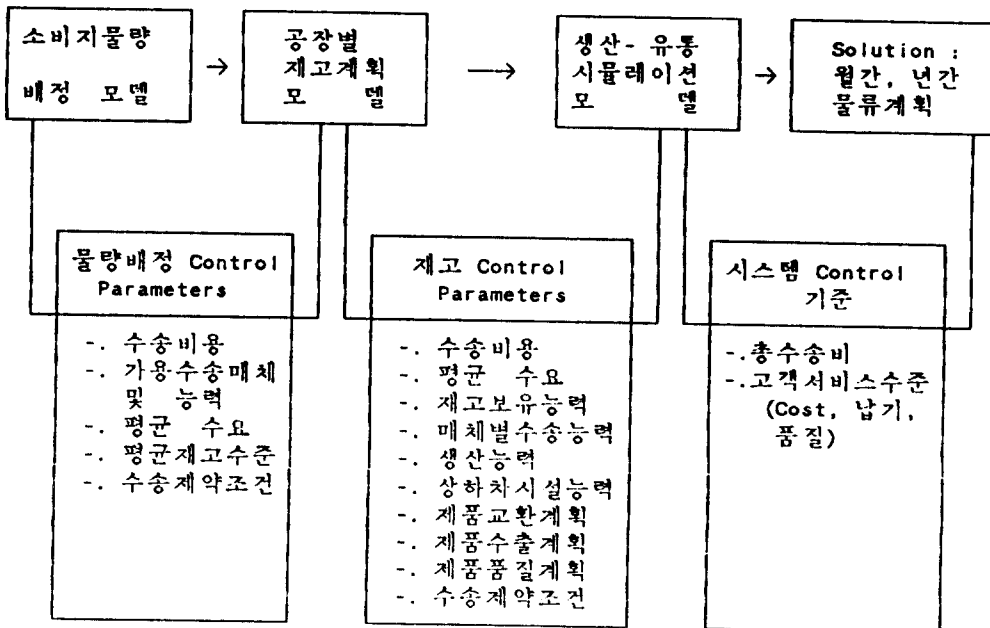 소비지물량
배정 모델
→
공장별
재고계획
모 델
→
생산- 유통
시뮬레이션
모 델
→
Solution :
월간, 년간
물류계획
물량배정 Control
Parameters
-. 수송비용
-. 가용수송매체
및 능력
-. 평균 수요
-. 평균재고수준
-. 수송제약조건
재고 Control
Parameters
-. 수송비용
-. 평균 수요
-. 재고보유능력
-. 매체별수송능력
-. 생산능력
-. 상하차시설능력
-. 제품교환계획
-. 제품수출계획
-. 제품품질계획
-. 수송제약조건
시스템 Control
기준
-.총수송비
-.고객서비스수준
(Cost, 납기,
품질)